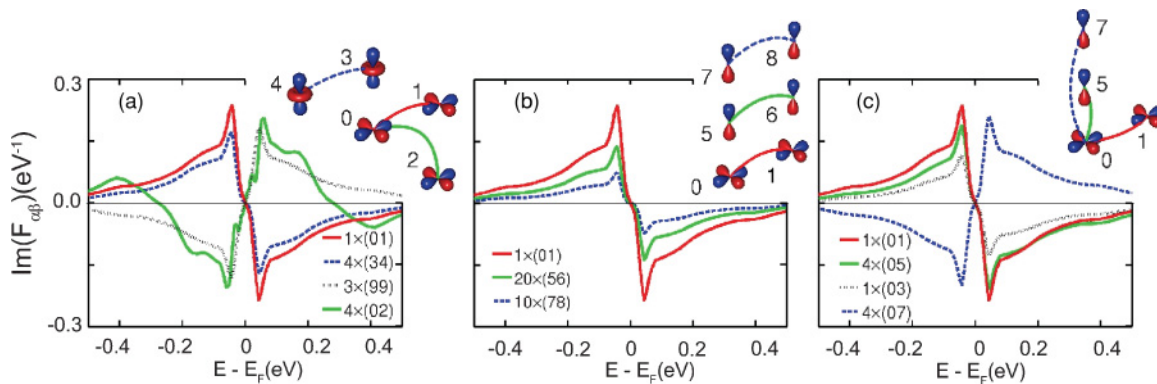 Im(F_αβ)(eV⁻¹)
0.3
0.0
-0.3
(a)
4
3
0
1
2
1×(01)
4×(34)
3×(99)
4×(02)
-0.4 -0.2 0 0.2 0.4
E - E_F(eV)
(b)
7
8
5
6
0
1
1×(01)
20×(56)
10×(78)
-0.4 -0.2 0 0.2 0.4
E - E_F(eV)
(c)
7
5
1
0
1×(01)
4×(05)
1×(03)
4×(07)
-0.4 -0.2 0 0.2 0.4
E - E_F(eV)